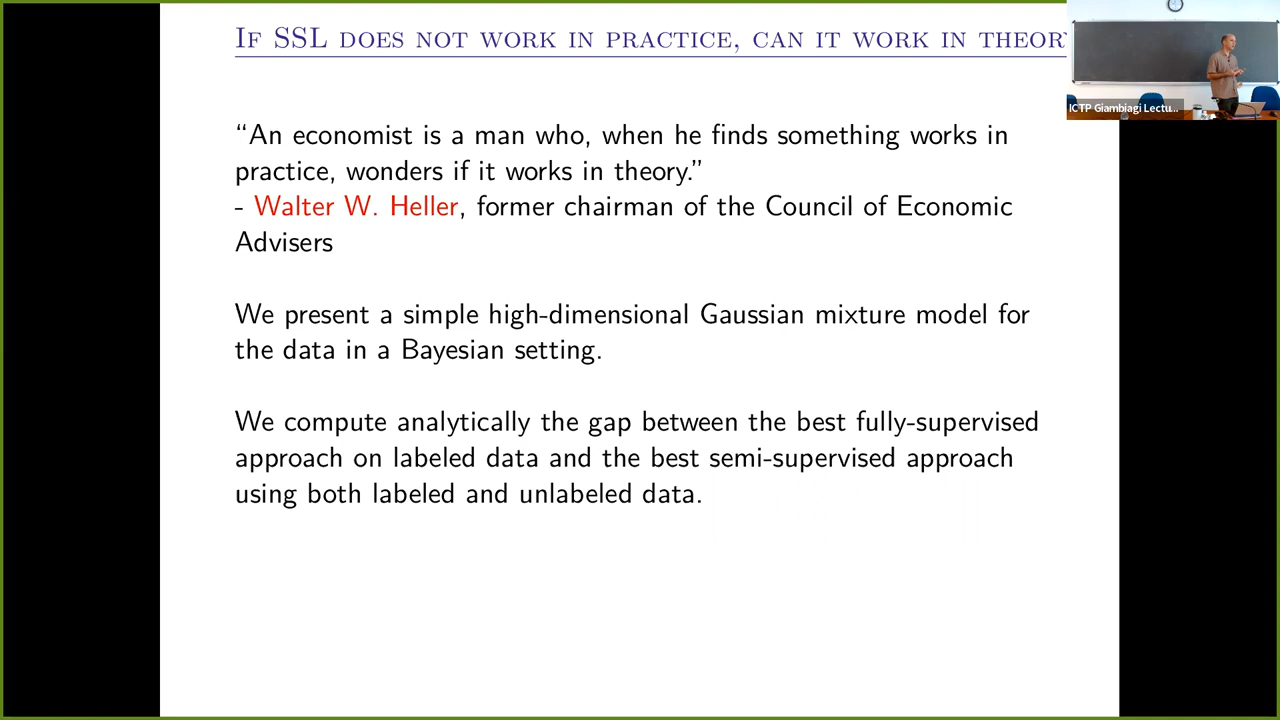 If SSL does not work in practice, can it work in theory
ICTP Giambiagi Lectu...
“An economist is a man who, when he finds something works in
practice, wonders if it works in theory.”
- Walter W. Heller, former chairman of the Council of Economic
Advisers
We present a simple high-dimensional Gaussian mixture model for
the data in a Bayesian setting.
We compute analytically the gap between the best fully-supervised
approach on labeled data and the best semi-supervised approach
using both labeled and unlabeled data.